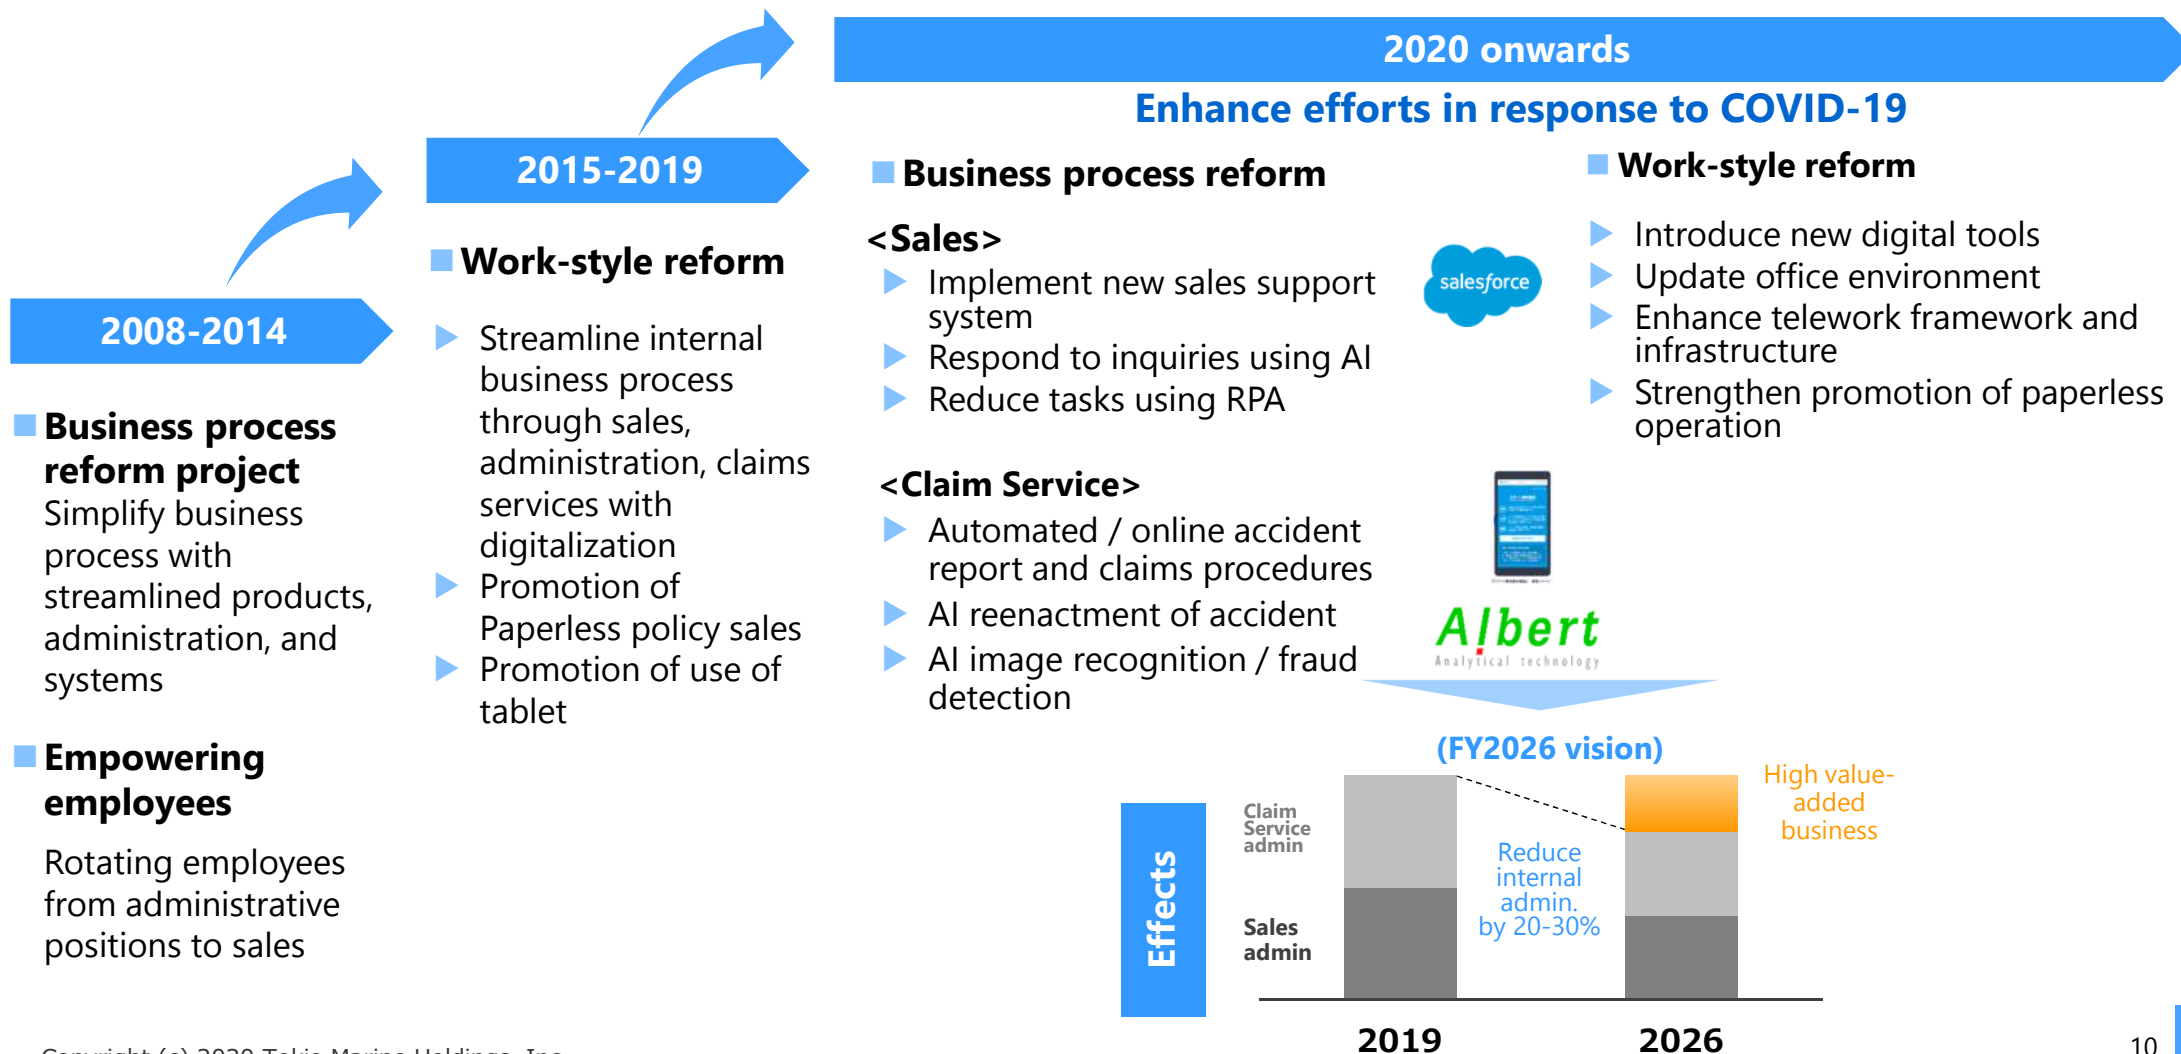 2008-2014
Business process
reform project
Simplify business
process with
streamlined products,
administration, and
systems
Empowering
employees
Rotating employees
from administrative
positions to sales
2015-2019
Work-style reform
Streamline internal
business process
through sales,
administration, claims
services with
digitalization
Promotion of
Paperless policy sales
Promotion of use of
tablet
2020 onwards
Enhance efforts in response to COVID-19
Business process reform
<Sales>
Implement new sales support
system
Respond to inquiries using AI
Reduce tasks using RPA
salesforce
<Claim Service>
Automated / online accident
report and claims procedures
AI reenactment of accident
AI image recognition / fraud
detection
Albert
Analytical technology
Work-style reform
Introduce new digital tools
Update office environment
Enhance telework framework and
infrastructure
Strengthen promotion of paperless
operation
(FY2026 vision)
Effects
Claim
Service
admin
Sales
admin
Reduce
internal
admin.
by 20-30%
High value-
added
business
2019
2026
Copyright (c) 2020 Tokio Marine Holdings, Inc.
10